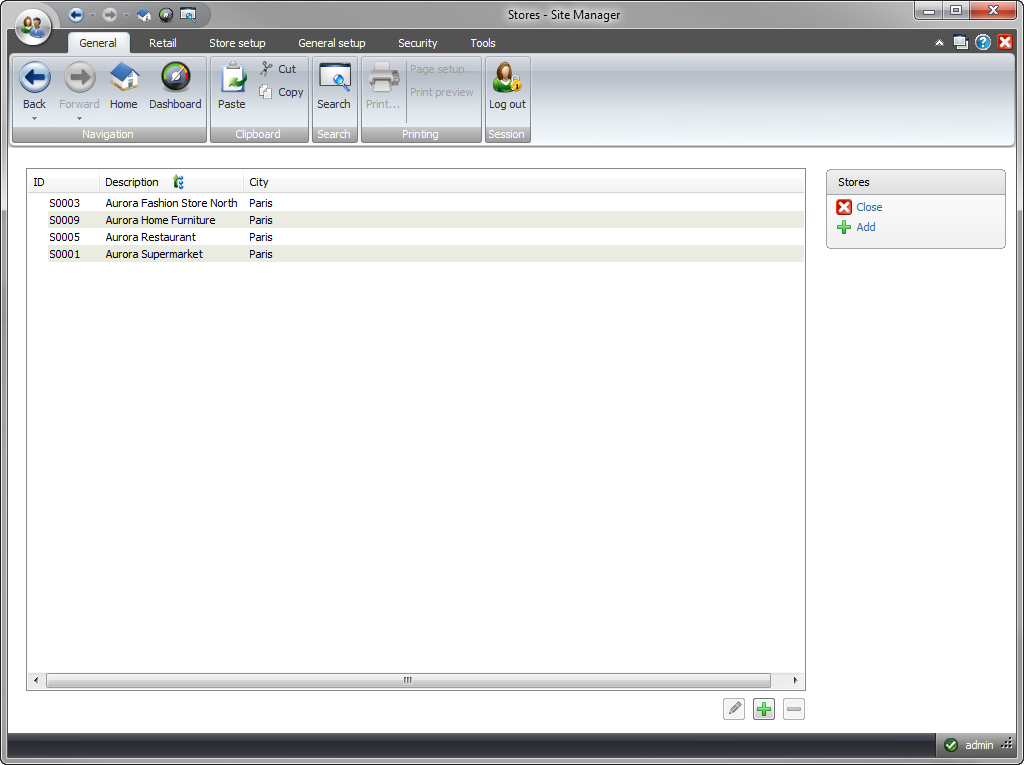 Stores - Site Manager
General Retail Store setup General setup Security Tools
Back Forward Home Dashboard Paste Cut Copy Search Print... Page setup... Print preview Log out
Navigation Clipboard Search Printing Session
ID Description City
S0003 Aurora Fashion Store North Paris
S0009 Aurora Home Furniture Paris
S0005 Aurora Restaurant Paris
S0001 Aurora Supermarket Paris
Stores
Close
Add
admin